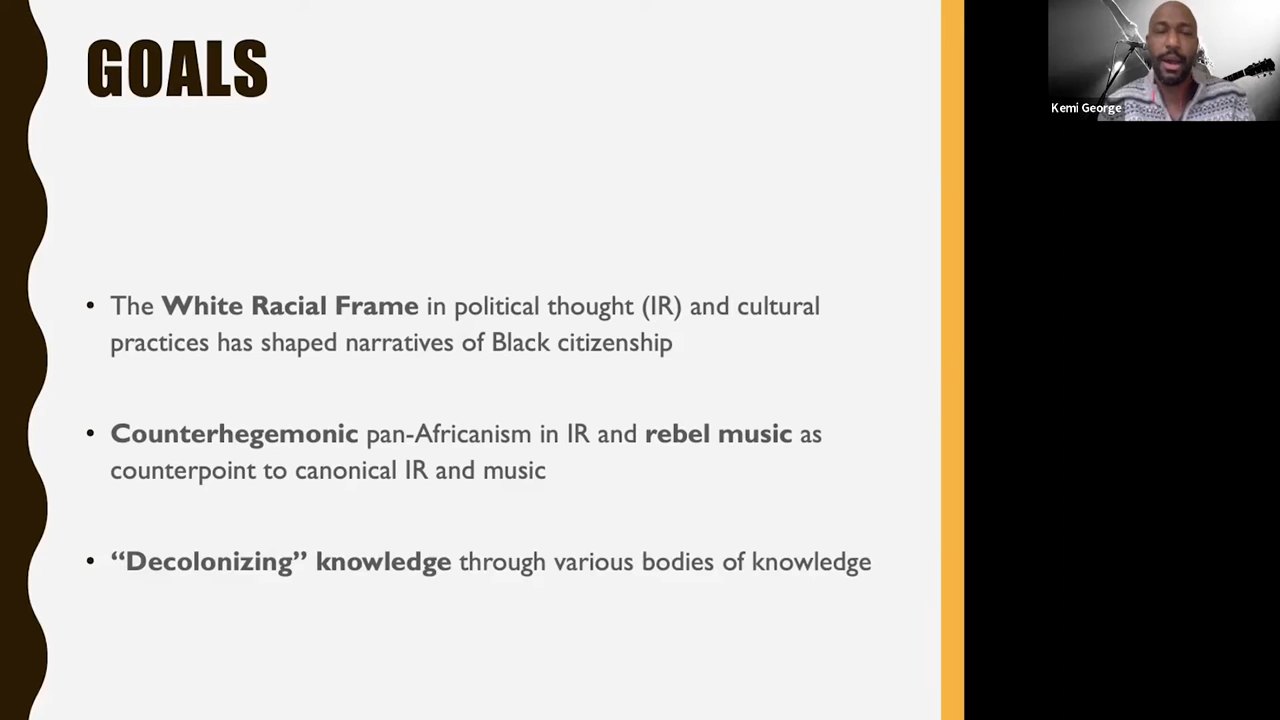 GOALS
Kemi George
• The White Racial Frame in political thought (IR) and cultural
practices has shaped narratives of Black citizenship
• Counterhegemonic pan-Africanism in IR and rebel music as
counterpoint to canonical IR and music
• “Decolonizing” knowledge through various bodies of knowledge